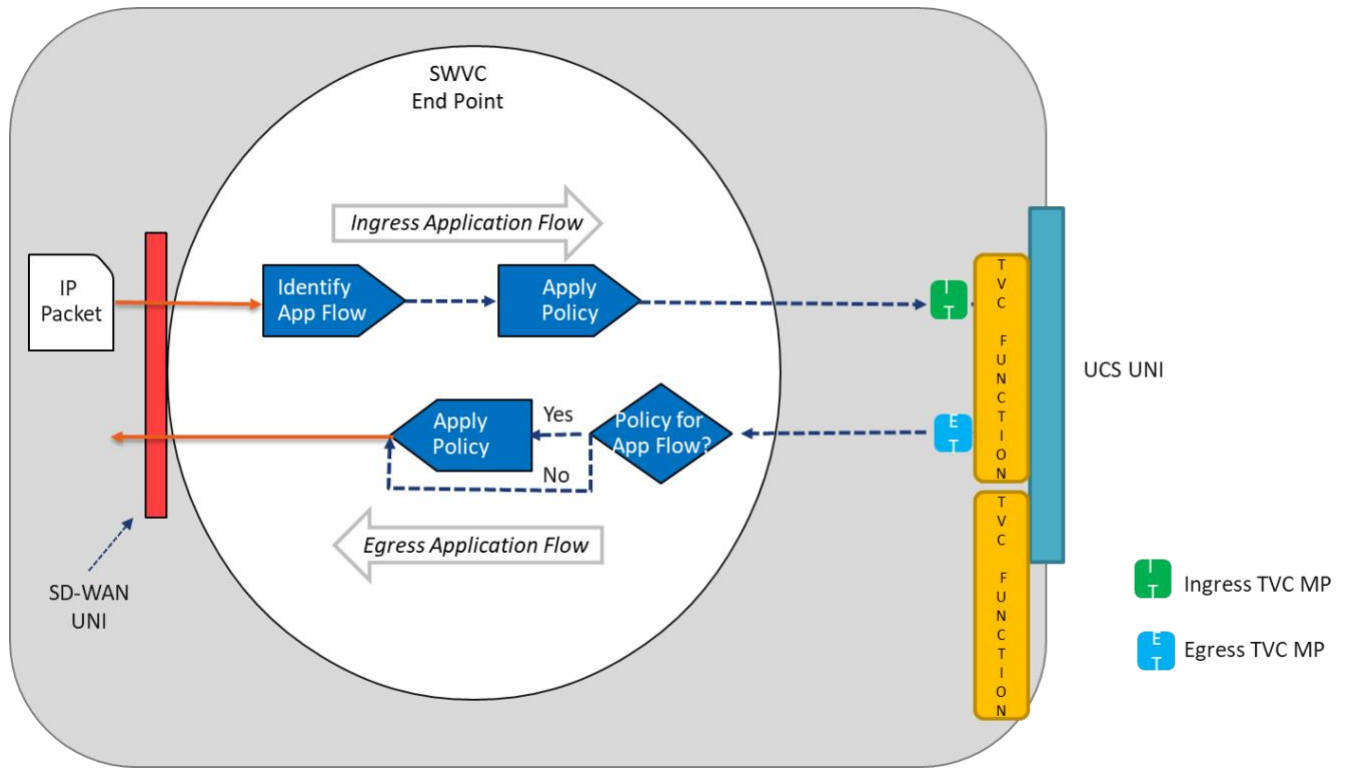 SWVC
End Point
Ingress Application Flow
IP
Packet
Identify
App Flow
Apply
Policy
I
T
T
V
C
F
U
N
C
T
I
O
N
UCS UNI
Apply
Policy
Yes
No
Policy for
App Flow?
E
T
Egress Application Flow
T
V
C
F
U
N
C
T
I
O
N
SD-WAN
UNI
I
T
Ingress TVC MP
E
T
Egress TVC MP